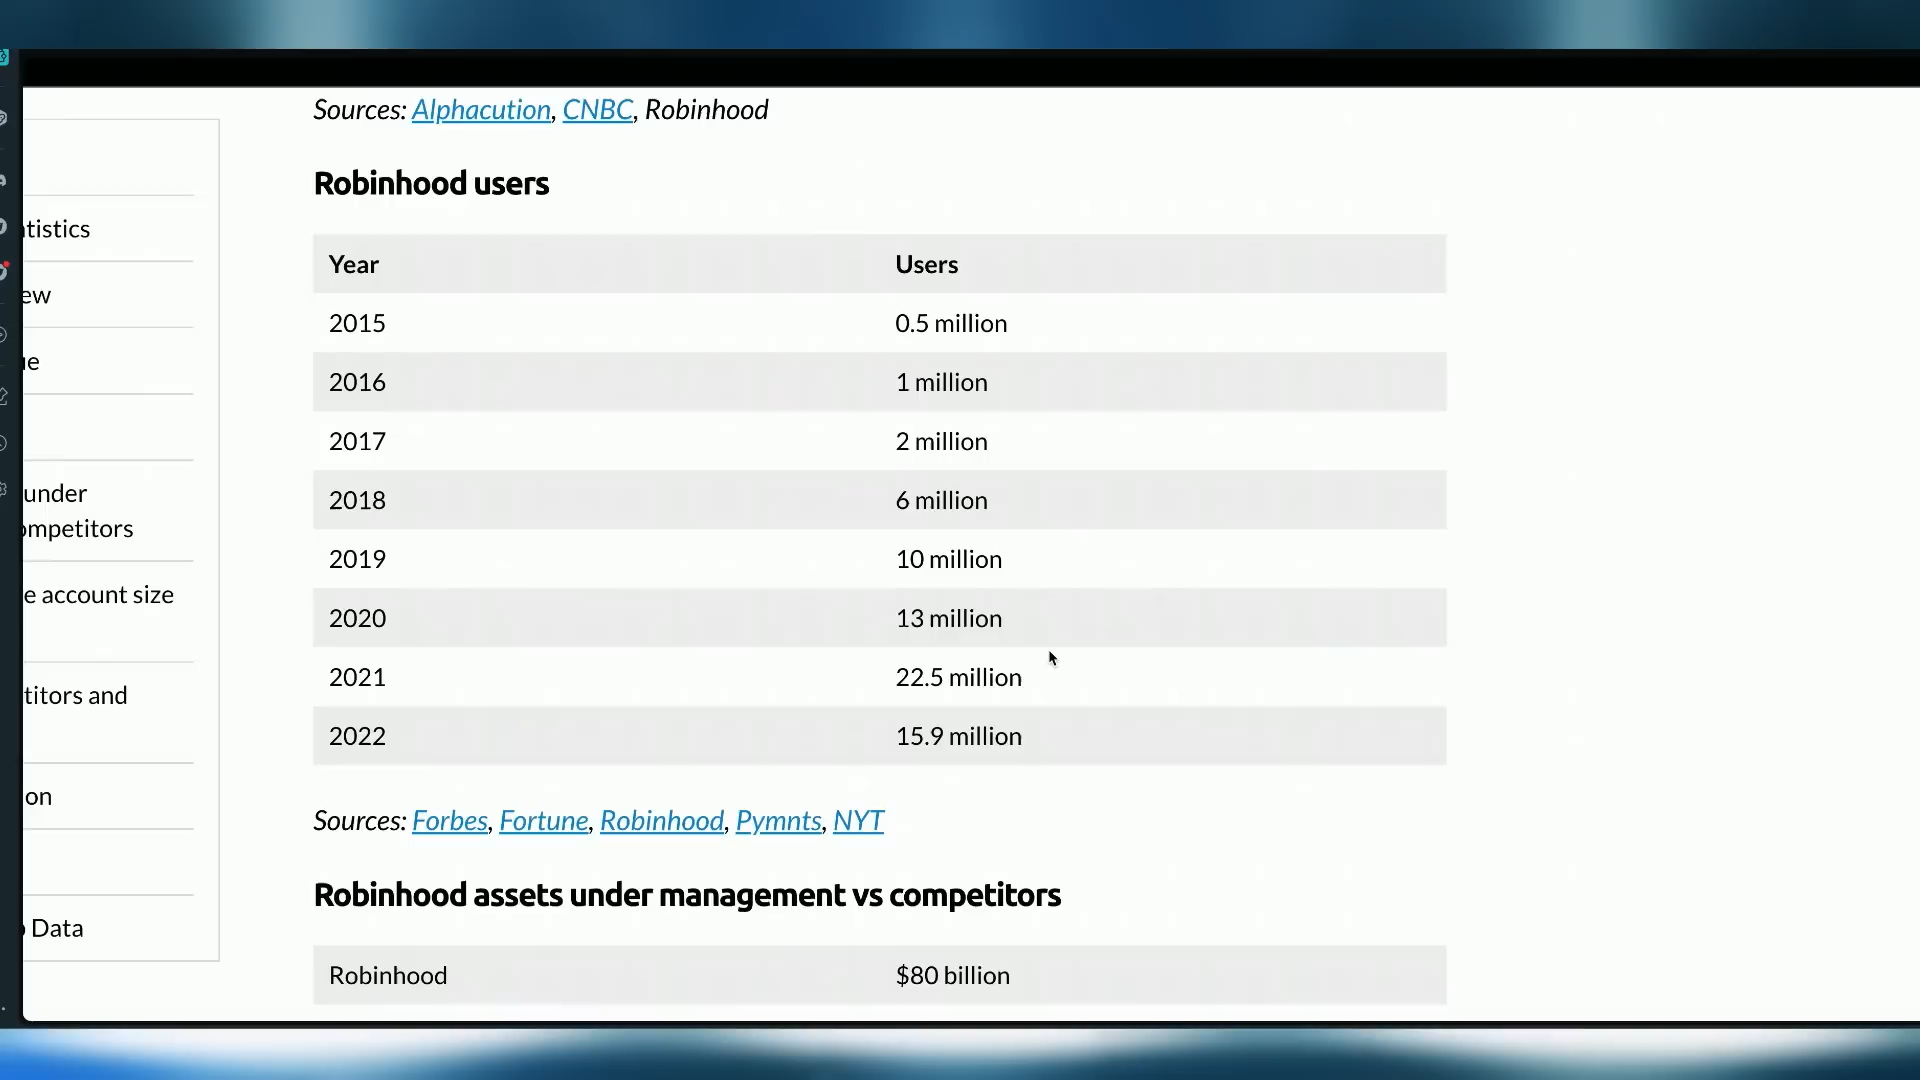 Sources: Alphacution, CNBC, Robinhood
Robinhood users
Year Users
2015 0.5 million
2016 1 million
2017 2 million
2018 6 million
2019 10 million
2020 13 million
2021 22.5 million
2022 15.9 million
Sources: Forbes, Fortune, Robinhood, Pymnts, NYT
Robinhood assets under management vs competitors
Robinhood $80 billion
tistics
ew
e
under
ompetitors
e account size
titors and
on
Data